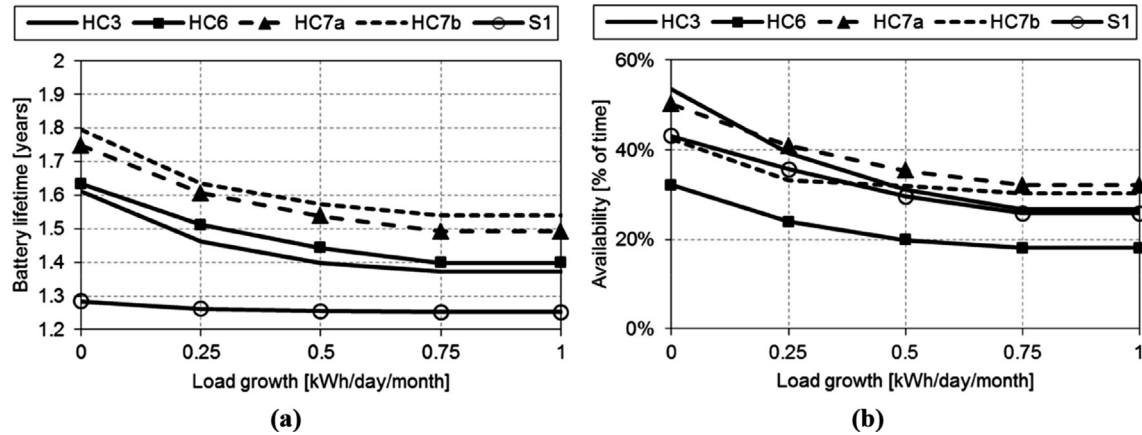 HC3 HC6 HC7a HC7b S1
Battery lifetime [years]
2
1.9
1.8
1.7
1.6
1.5
1.4
1.3
1.2
0 0.25 0.5 0.75 1
Load growth [kWh/day/month]
(a)
HC3 HC6 HC7a HC7b S1
Availability [% of time]
60%
40%
20%
0%
0 0.25 0.5 0.75 1
Load growth [kWh/day/month]
(b)